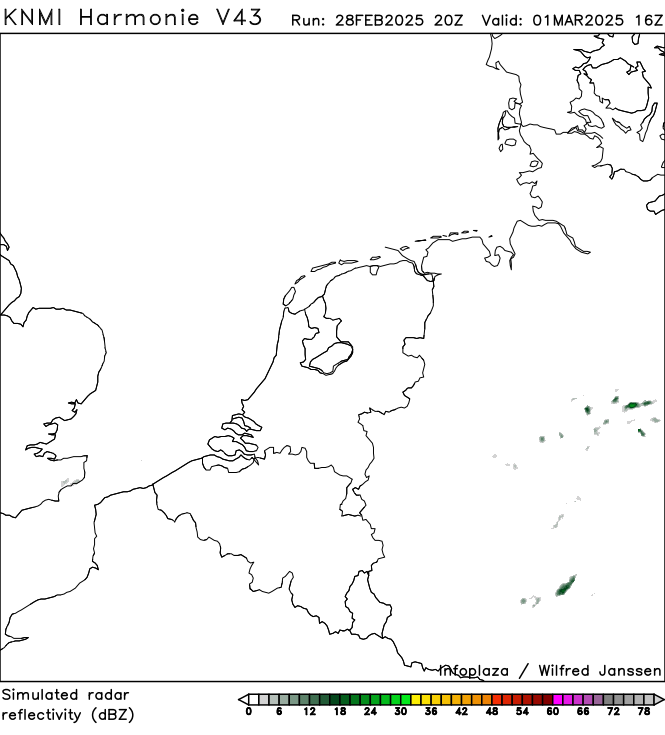 KNMI Harmonie V43 Run: 28FEB2025 20Z Valid: 01MAR2025 16Z
infoplaza / Wilfred Janssen
Simulated radar
reflectivity (dBZ)
0 6 12 18 24 30 36 42 48 54 60 66 72 78